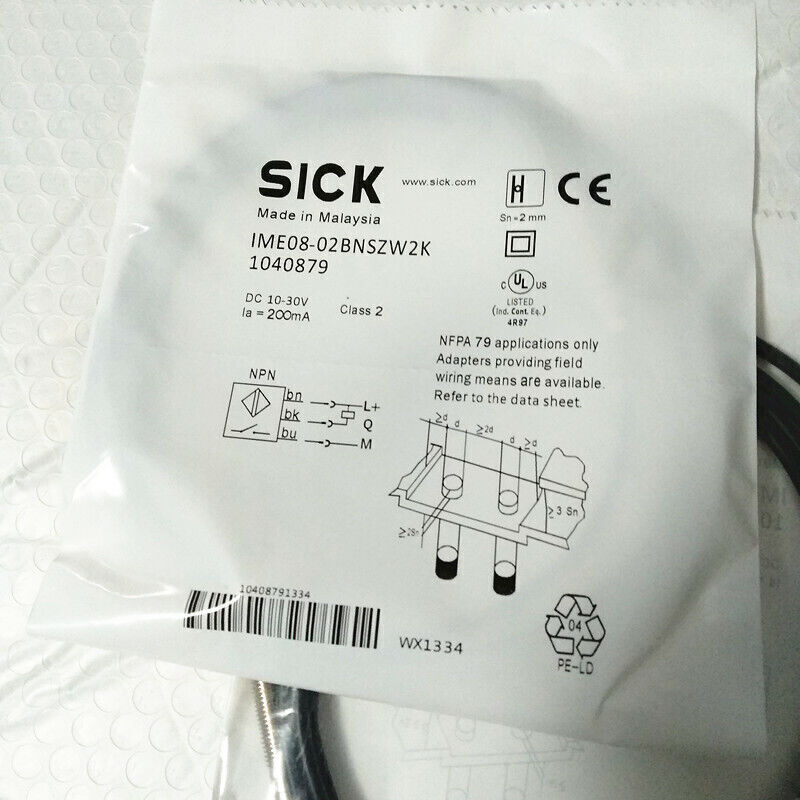 SICK
www.sick.com
Made in Malaysia
Sn=2 mm
CE
IME08-02BNSZW2K
1040879
DC 10-30V
Ia = 200mA
Class 2
c UL us
LISTED
(Ind. Cont. Eq.)
4R97
NFPA 79 applications only
Adapters providing field
wiring means are available.
Refer to the data sheet.
NPN
bn
L+
bk
Q
bu
M
≥d
d
≥2d
d
≥d
≥3 Sn
≥2Sn
10408791334
WX1334
04
PE-LD